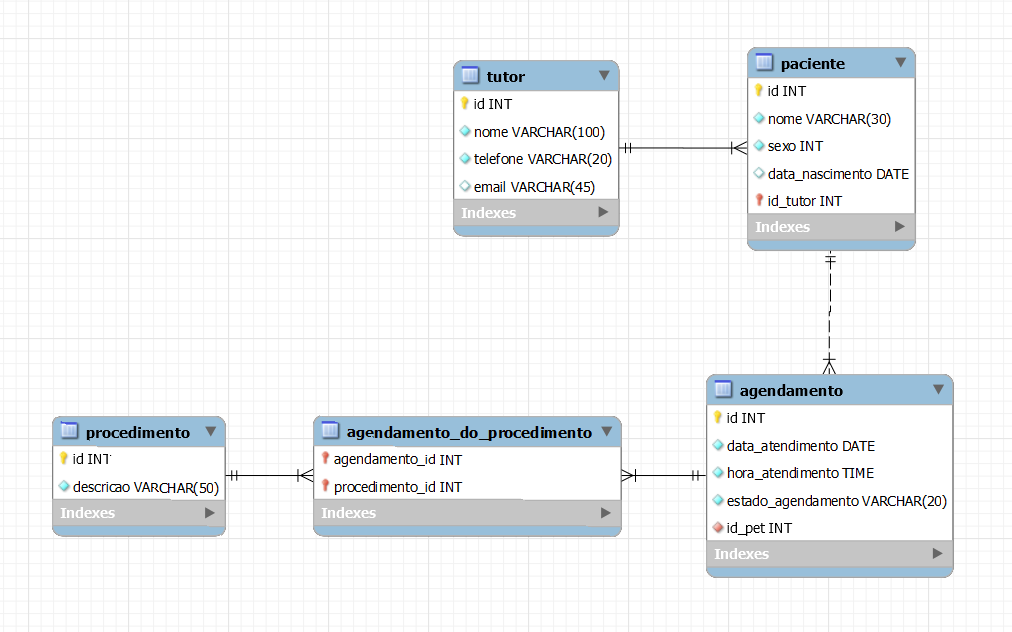 tutor
id INT
nome VARCHAR(100)
telefone VARCHAR(20)
email VARCHAR(45)
Indexes
paciente
id INT
nome VARCHAR(30)
sexo INT
data_nascimento DATE
id_tutor INT
Indexes
procedimento
id INT
descricao VARCHAR(50)
Indexes
agendamento_do_procedimento
agendamento_id INT
procedimento_id INT
Indexes
agendamento
id INT
data_atendimento DATE
hora_atendimento TIME
estado_agendamento VARCHAR(20)
id_pet INT
Indexes